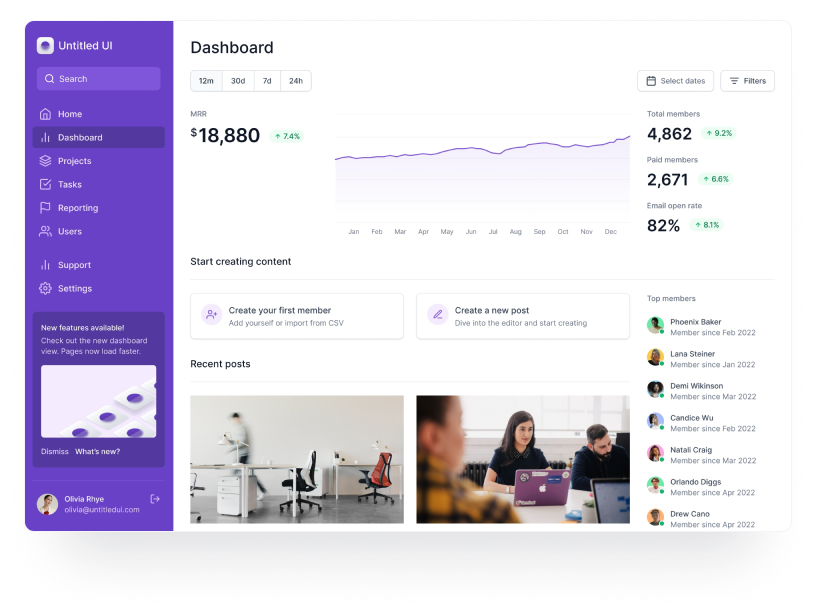 Untitled UI
Search
Home
Dashboard
Projects
Tasks
Reporting
Users
Support
Settings
New features available!
Check out the new dashboard
view. Pages now load faster.
Dismiss What's new?
Olivia Rhye
olivia@untitledui.com
Dashboard
12m 30d 7d 24h
Select dates Filters
MRR
$18,880 7.4%
Jan Feb Mar Apr May Jun Jul Aug Sep Oct Nov Dec
Total members
4,862 9.2%
Paid members
2,671 6.6%
Email open rate
82% 8.1%
Start creating content
Create your first member
Add yourself or import from CSV
Create a new post
Dive into the editor and start creating
Recent posts
Top members
Phoenix Baker
Member since Feb 2022
Lana Steiner
Member since Jan 2022
Demi Wikinson
Member since Mar 2022
Candice Wu
Member since Feb 2022
Natali Craig
Member since Mar 2022
Orlando Diggs
Member since Apr 2022
Drew Cano
Member since Apr 2022